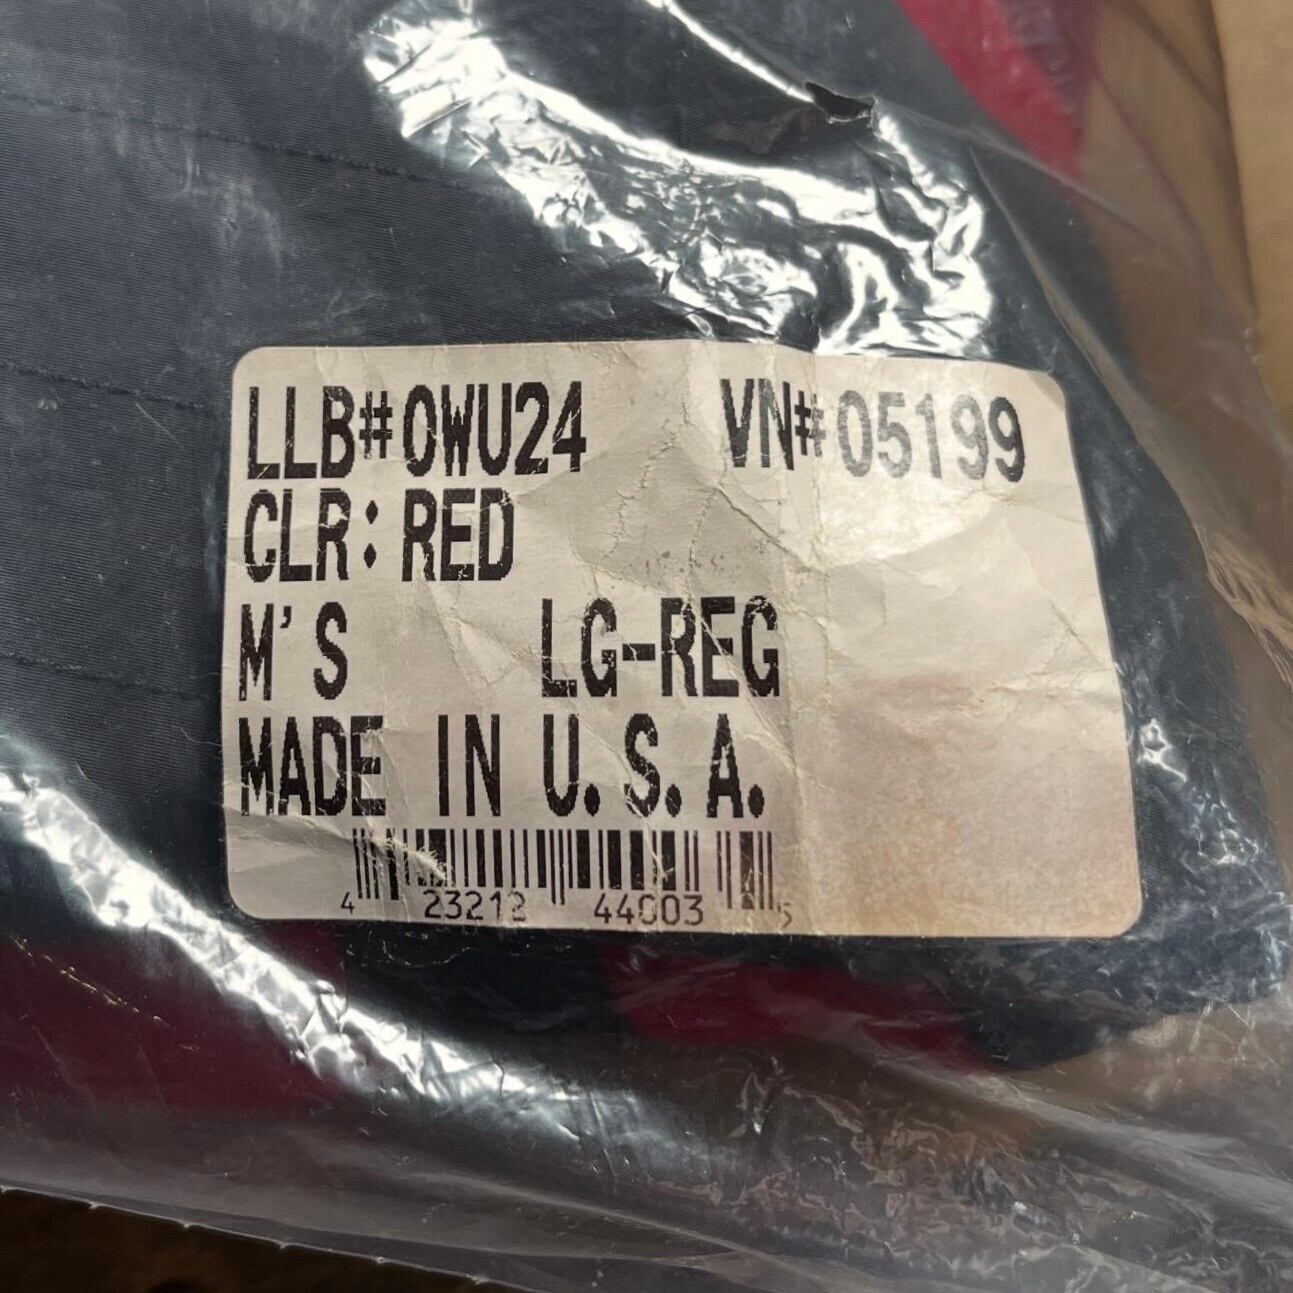 LLB#0WU24 VN#05199
CLR: RED
M'S LG-REG
MADE IN U.S.A.
4 23212 44003 5